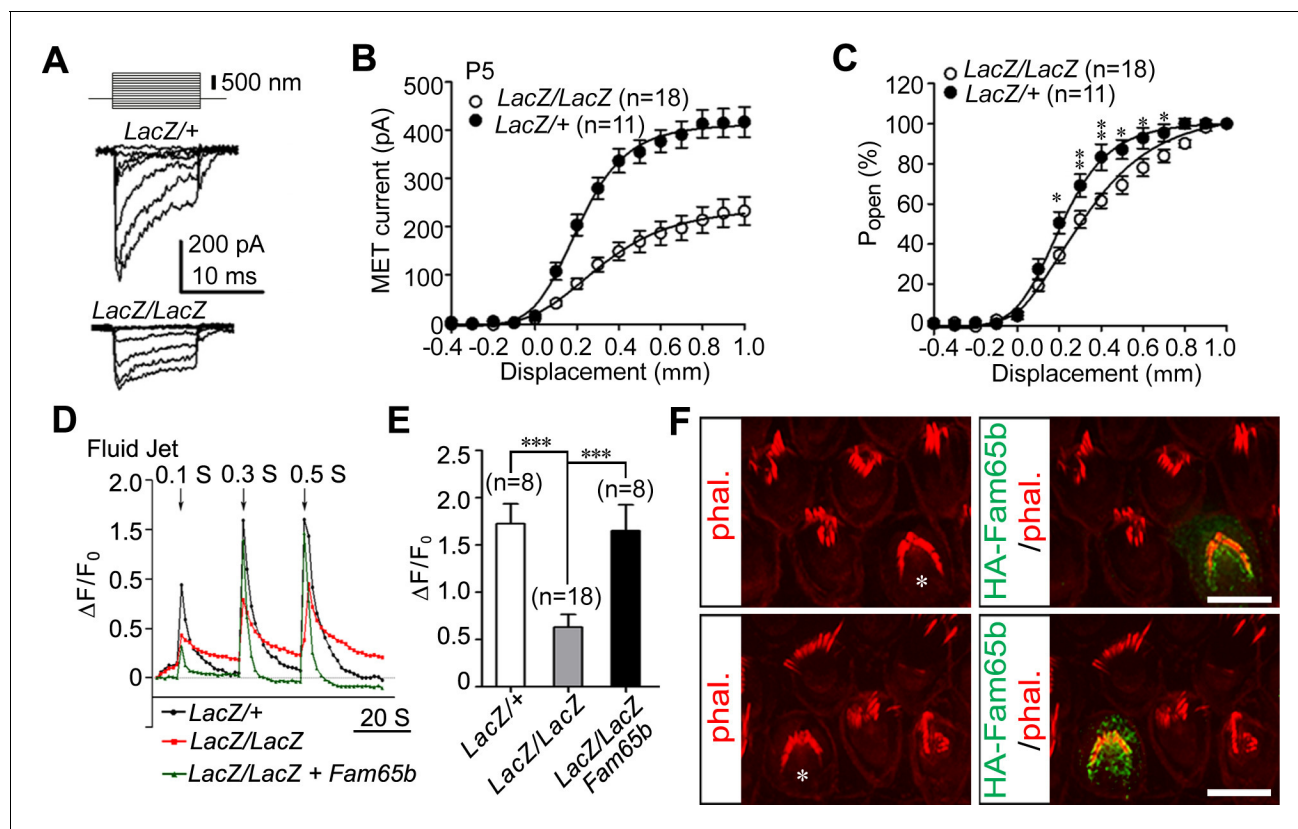 A
500 nm
LacZ/+
200 pA
10 ms
LacZ/LacZ
B
P5
LacZ/LacZ (n=18)
LacZ/+ (n=11)
MET current (pA)
500
400
300
200
100
0
-0.4 -0.2 0.0 0.2 0.4 0.6 0.8 1.0
Displacement (mm)
C
LacZ/LacZ (n=18)
LacZ/+ (n=11)
Popen (%)
120
100
80
60
40
20
0
* ** ** * * *
-0.4 -0.2 0.0 0.2 0.4 0.6 0.8 1.0
Displacement (mm)
D
Fluid Jet
0.1 S 0.3 S 0.5 S
ΔF/F0
2.0
1.5
0.5
0.5
0
LacZ/+
LacZ/LacZ
LacZ/LacZ + Fam65b
20 S
E
*** ***
(n=8)
(n=18)
(n=8)
ΔF/F0
2.5
2.0
1.5
1.0
0.5
0.0
LacZ/+
LacZ/LacZ
LacZ/LacZ
Fam65b
F
phal.
*
HA-Fam65b
/phal.
phal.
*
HA-Fam65b
/phal.